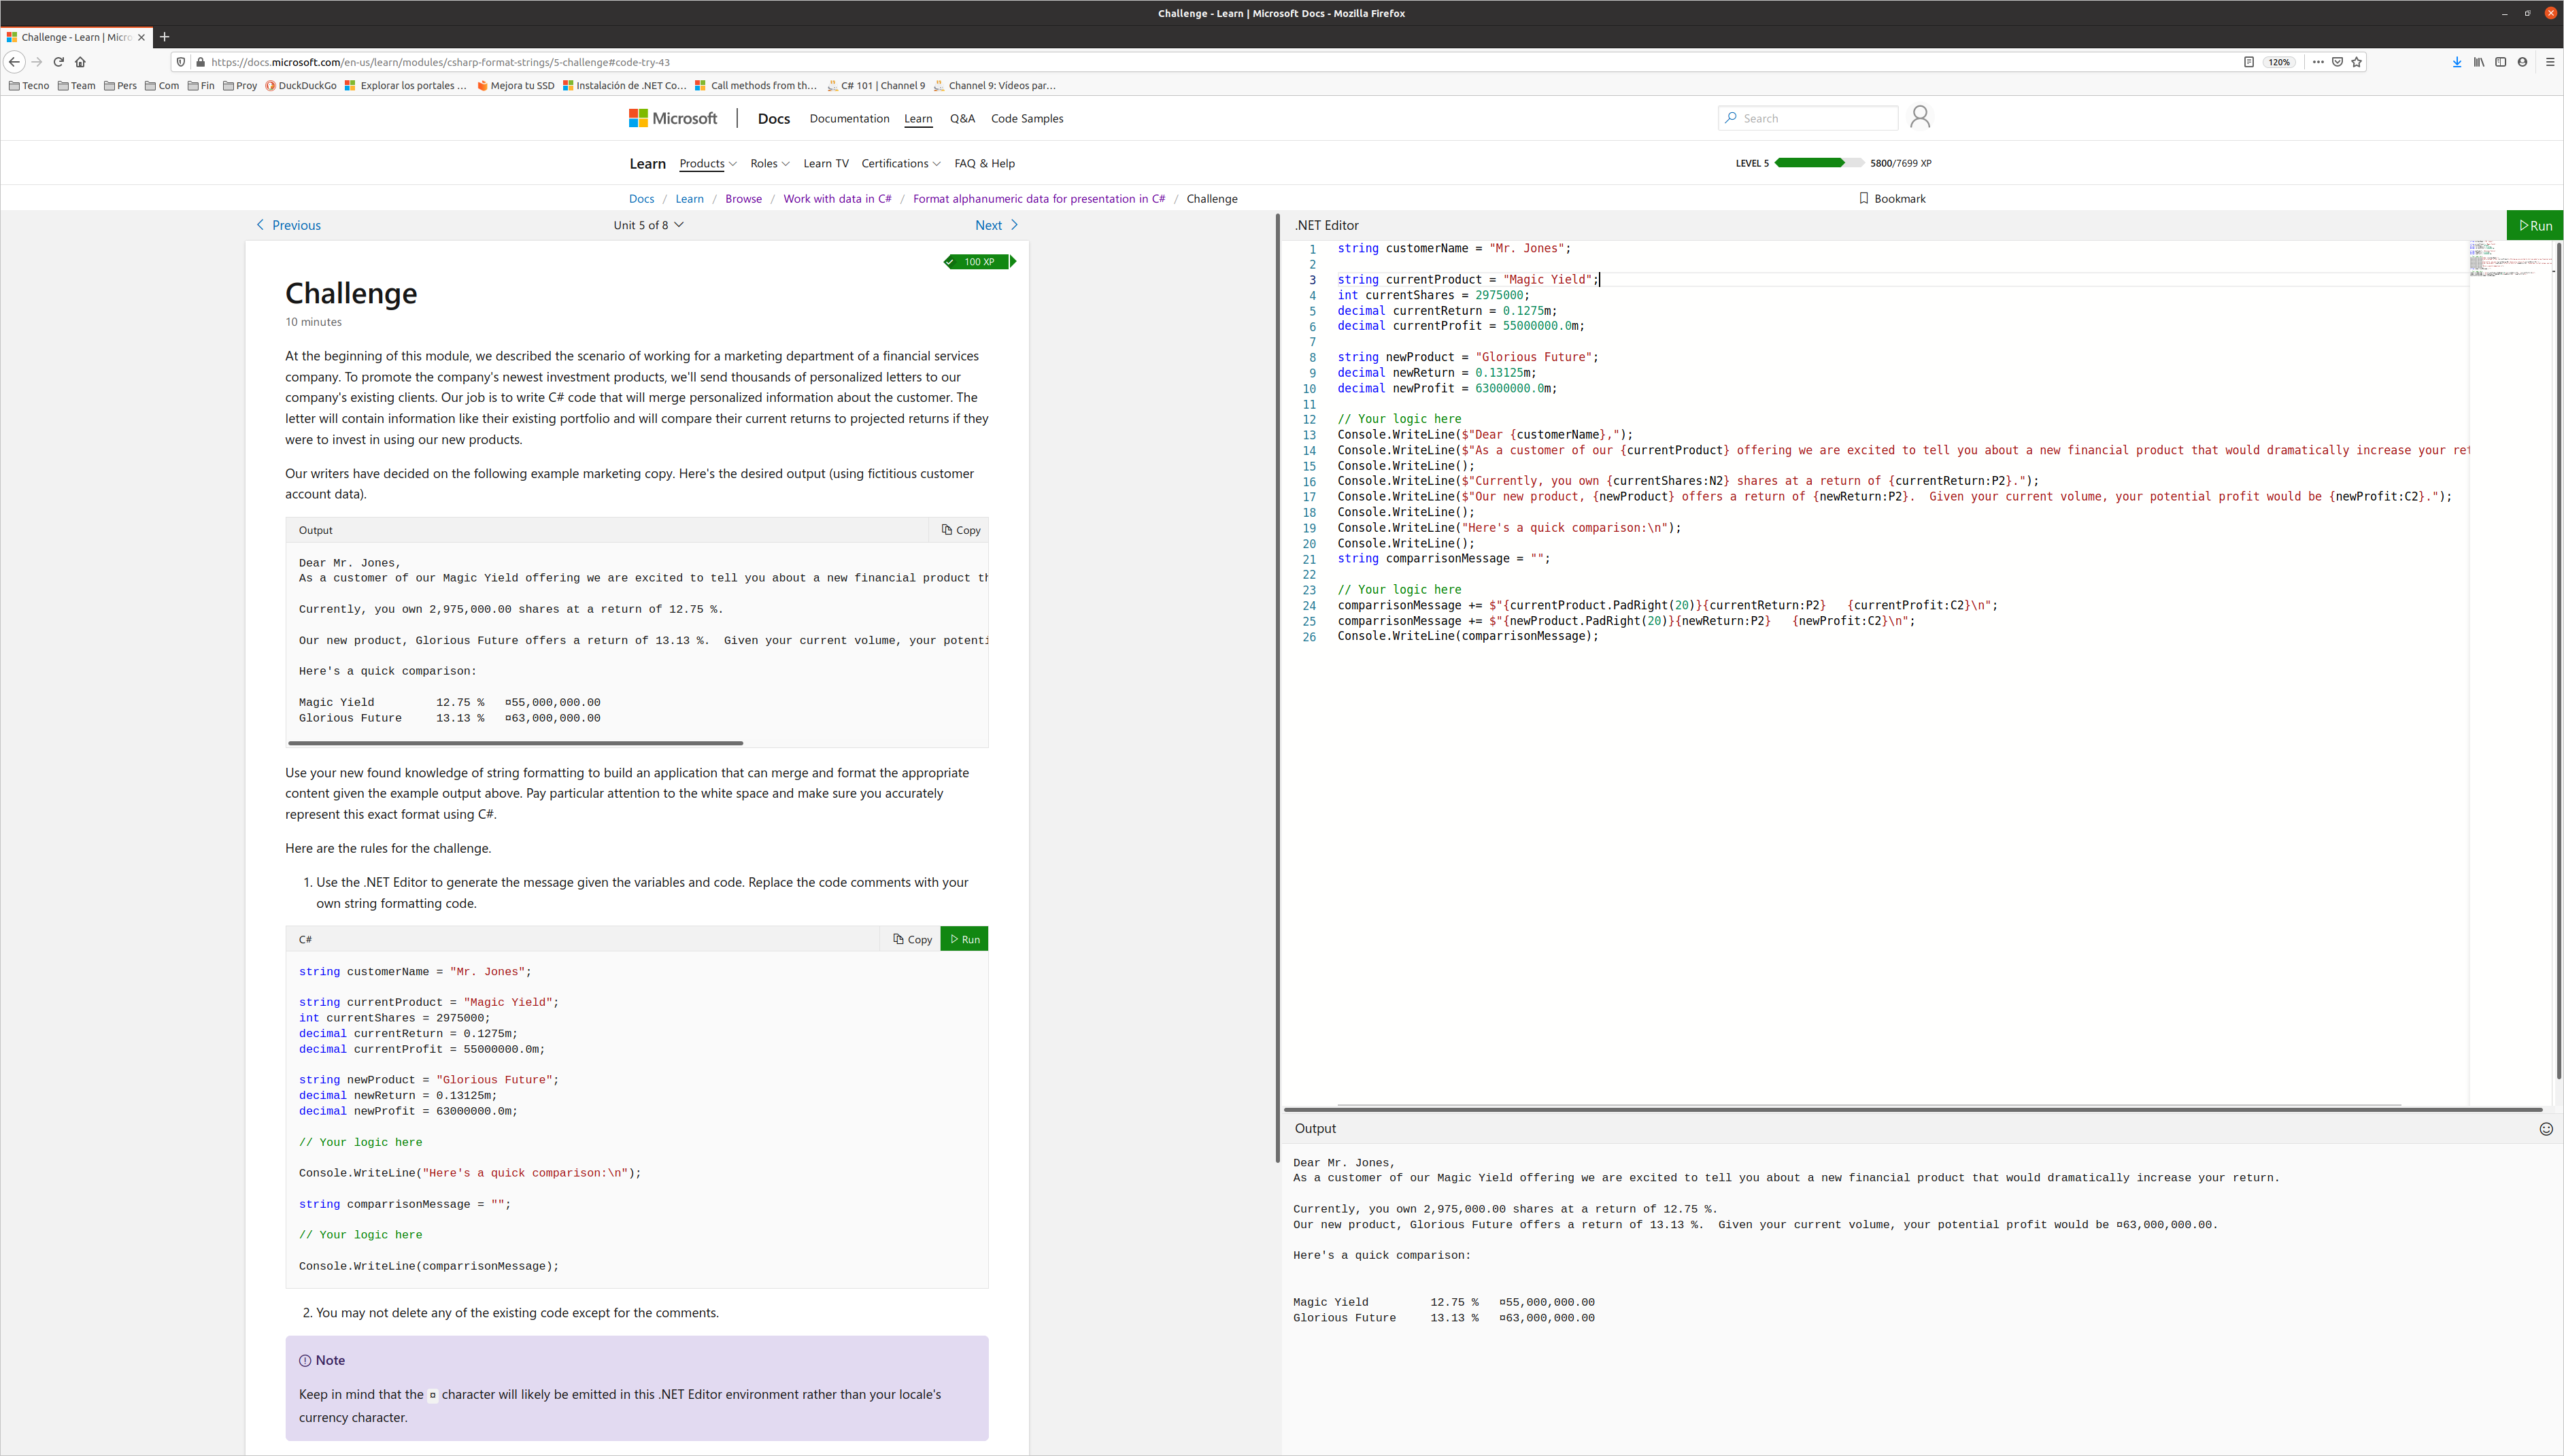 Challenge - Learn | Microsoft Docs - Mozilla Firefox
Challenge - Learn | Micro
https://docs.microsoft.com/en-us/learn/modules/csharp-format-strings/5-challenge#code-try-43
120%
Tecno Team Pers Com Fin Proy DuckDuckGo Explorar los portales … Mejora tu SSD Instalación de .NET Co… Call methods from th… C# 101 | Channel 9 Channel 9: Vídeos par…
Microsoft Docs Documentation Learn Q&A Code Samples
Search
Learn Products Roles Learn TV Certifications FAQ & Help
LEVEL 5 5800/7699 XP
Docs / Learn / Browse / Work with data in C# / Format alphanumeric data for presentation in C# / Challenge
Bookmark
Previous Unit 5 of 8 Next
100 XP
Challenge
10 minutes
At the beginning of this module, we described the scenario of working for a marketing department of a financial services
company. To promote the company's newest investment products, we'll send thousands of personalized letters to our
company's existing clients. Our job is to write C# code that will merge personalized information about the customer. The
letter will contain information like their existing portfolio and will compare their current returns to projected returns if they
were to invest in using our new products.
Our writers have decided on the following example marketing copy. Here's the desired output (using fictitious customer
account data).
Output Copy
Dear Mr. Jones,
As a customer of our Magic Yield offering we are excited to tell you about a new financial product th
Currently, you own 2,975,000.00 shares at a return of 12.75 %.
Our new product, Glorious Future offers a return of 13.13 %.  Given your current volume, your potenti
Here's a quick comparison:
Magic Yield         12.75 %   ¤55,000,000.00
Glorious Future     13.13 %   ¤63,000,000.00
Use your new found knowledge of string formatting to build an application that can merge and format the appropriate
content given the example output above. Pay particular attention to the white space and make sure you accurately
represent this exact format using C#.
Here are the rules for the challenge.
1. Use the .NET Editor to generate the message given the variables and code. Replace the code comments with your
own string formatting code.
C# Copy Run
string customerName = "Mr. Jones";
string currentProduct = "Magic Yield";
int currentShares = 2975000;
decimal currentReturn = 0.1275m;
decimal currentProfit = 55000000.0m;
string newProduct = "Glorious Future";
decimal newReturn = 0.13125m;
decimal newProfit = 63000000.0m;
// Your logic here
Console.WriteLine("Here's a quick comparison:\n");
string comparrisonMessage = "";
// Your logic here
Console.WriteLine(comparrisonMessage);
2. You may not delete any of the existing code except for the comments.
Note
Keep in mind that the ¤ character will likely be emitted in this .NET Editor environment rather than your locale's
currency character.
.NET Editor Run
1 string customerName = "Mr. Jones";
2
3 string currentProduct = "Magic Yield";
4 int currentShares = 2975000;
5 decimal currentReturn = 0.1275m;
6 decimal currentProfit = 55000000.0m;
7
8 string newProduct = "Glorious Future";
9 decimal newReturn = 0.13125m;
10 decimal newProfit = 63000000.0m;
11
12 // Your logic here
13 Console.WriteLine($"Dear {customerName},");
14 Console.WriteLine($"As a customer of our {currentProduct} offering we are excited to tell you about a new financial product that would dramatically increase your ret
15 Console.WriteLine();
16 Console.WriteLine($"Currently, you own {currentShares:N2} shares at a return of {currentReturn:P2}.");
17 Console.WriteLine($"Our new product, {newProduct} offers a return of {newReturn:P2}.  Given your current volume, your potential profit would be {newProfit:C2}.");
18 Console.WriteLine();
19 Console.WriteLine("Here's a quick comparison:\n");
20 Console.WriteLine();
21 string comparrisonMessage = "";
22
23 // Your logic here
24 comparrisonMessage += $"{currentProduct.PadRight(20)}{currentReturn:P2}   {currentProfit:C2}\n";
25 comparrisonMessage += $"{newProduct.PadRight(20)}{newReturn:P2}   {newProfit:C2}\n";
26 Console.WriteLine(comparrisonMessage);
Output
Dear Mr. Jones,
As a customer of our Magic Yield offering we are excited to tell you about a new financial product that would dramatically increase your return.
Currently, you own 2,975,000.00 shares at a return of 12.75 %.
Our new product, Glorious Future offers a return of 13.13 %.  Given your current volume, your potential profit would be ¤63,000,000.00.
Here's a quick comparison:
Magic Yield         12.75 %   ¤55,000,000.00
Glorious Future     13.13 %   ¤63,000,000.00